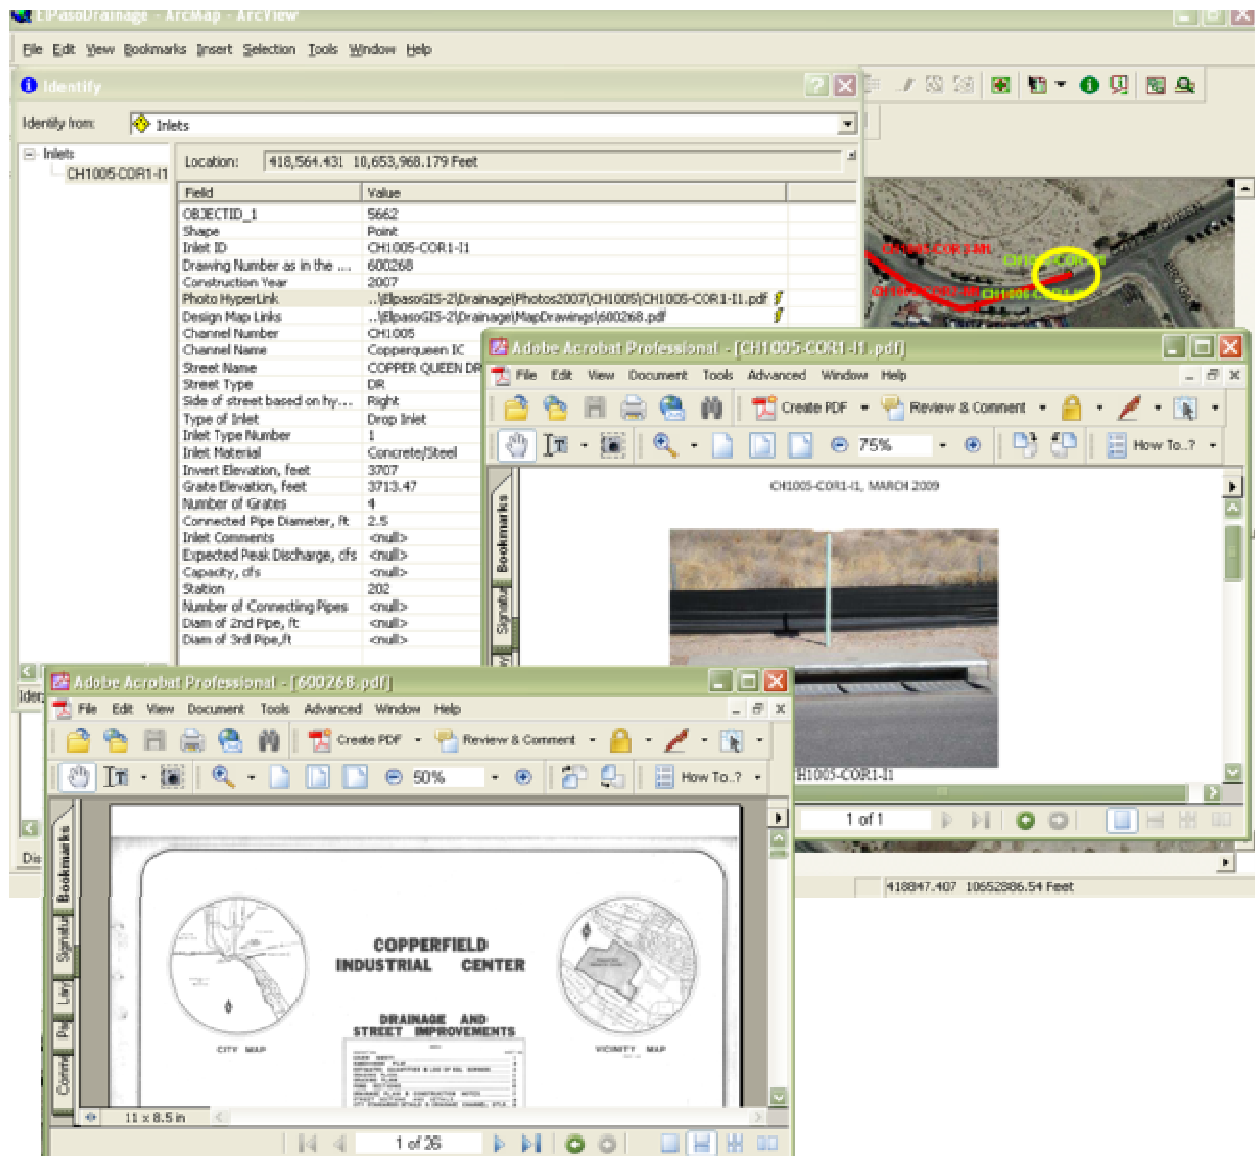 ElPasoDrainage - ArcMap - ArcView
File Edit View Bookmarks Insert Selection Tools Window Help
Identify
Identify from: Inlets
Inlets
CH1005-COR1-I1
Location: 418,564.431 10,653,968.179 Feet
Field Value
OBJECTID_1 5662
Shape Point
Inlet ID CH1005-COR1-I1
Drawing Number as in the .... 600268
Construction Year 2007
Photo HyperLink ..\ElpasoGIS-2\Drainage\Photos2007\CH1005\CH1005-COR1-I1.pdf
Design Map Links ..\ElpasoGIS-2\Drainage\MapDrawings\600268.pdf
Channel Number CH1005
Channel Name Copperqueen IC
Street Name COPPER QUEEN DR
Street Type DR
Side of street based on hy... Right
Type of Inlet Drop Inlet
Inlet Type Number 1
Inlet Material Concrete/Steel
Invert Elevation, feet 3707
Grate Elevation, feet 3713.47
Number of Grates 4
Connected Pipe Diameter, ft 2.5
Inlet Comments <null>
Expected Peak Discharge, cfs <null>
Capacity, cfs <null>
Station 202
Number of Connecting Pipes <null>
Diam of 2nd Pipe, ft <null>
Diam of 3rd Pipe,ft <null>
Adobe Acrobat Professional - [CH1005-COR1-I1.pdf]
File Edit View Document Tools Advanced Window Help
Create PDF Review & Comment
75% How To..?
Bookmarks
Signatu
CH1005-COR1-I1, MARCH 2009
CH1005-COR1-I1
1 of 1
418847.407 10652886.54 Feet
Iden
Dis
Adobe Acrobat Professional - [600268.pdf]
File Edit View Document Tools Advanced Window Help
Create PDF Review & Comment
50% How To..?
Bookmarks
Signatu
Lay
Pag
Comme
COPPERFIELD
INDUSTRIAL CENTER
DRAINAGE AND
STREET IMPROVEMENTS
CITY MAP
VICINITY MAP
11 x 8.5 in
1 of 26